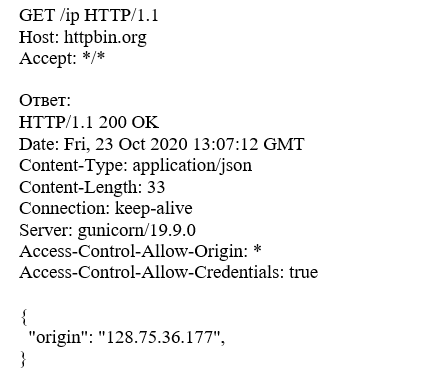 GET /ip HTTP/1.1
Host: httpbin.org
Accept: */*
Ответ:
HTTP/1.1 200 OK
Date: Fri, 23 Oct 2020 13:07:12 GMT
Content-Type: application/json
Content-Length: 33
Connection: keep-alive
Server: gunicorn/19.9.0
Access-Control-Allow-Origin: *
Access-Control-Allow-Credentials: true
{
"origin": "128.75.36.177",
}